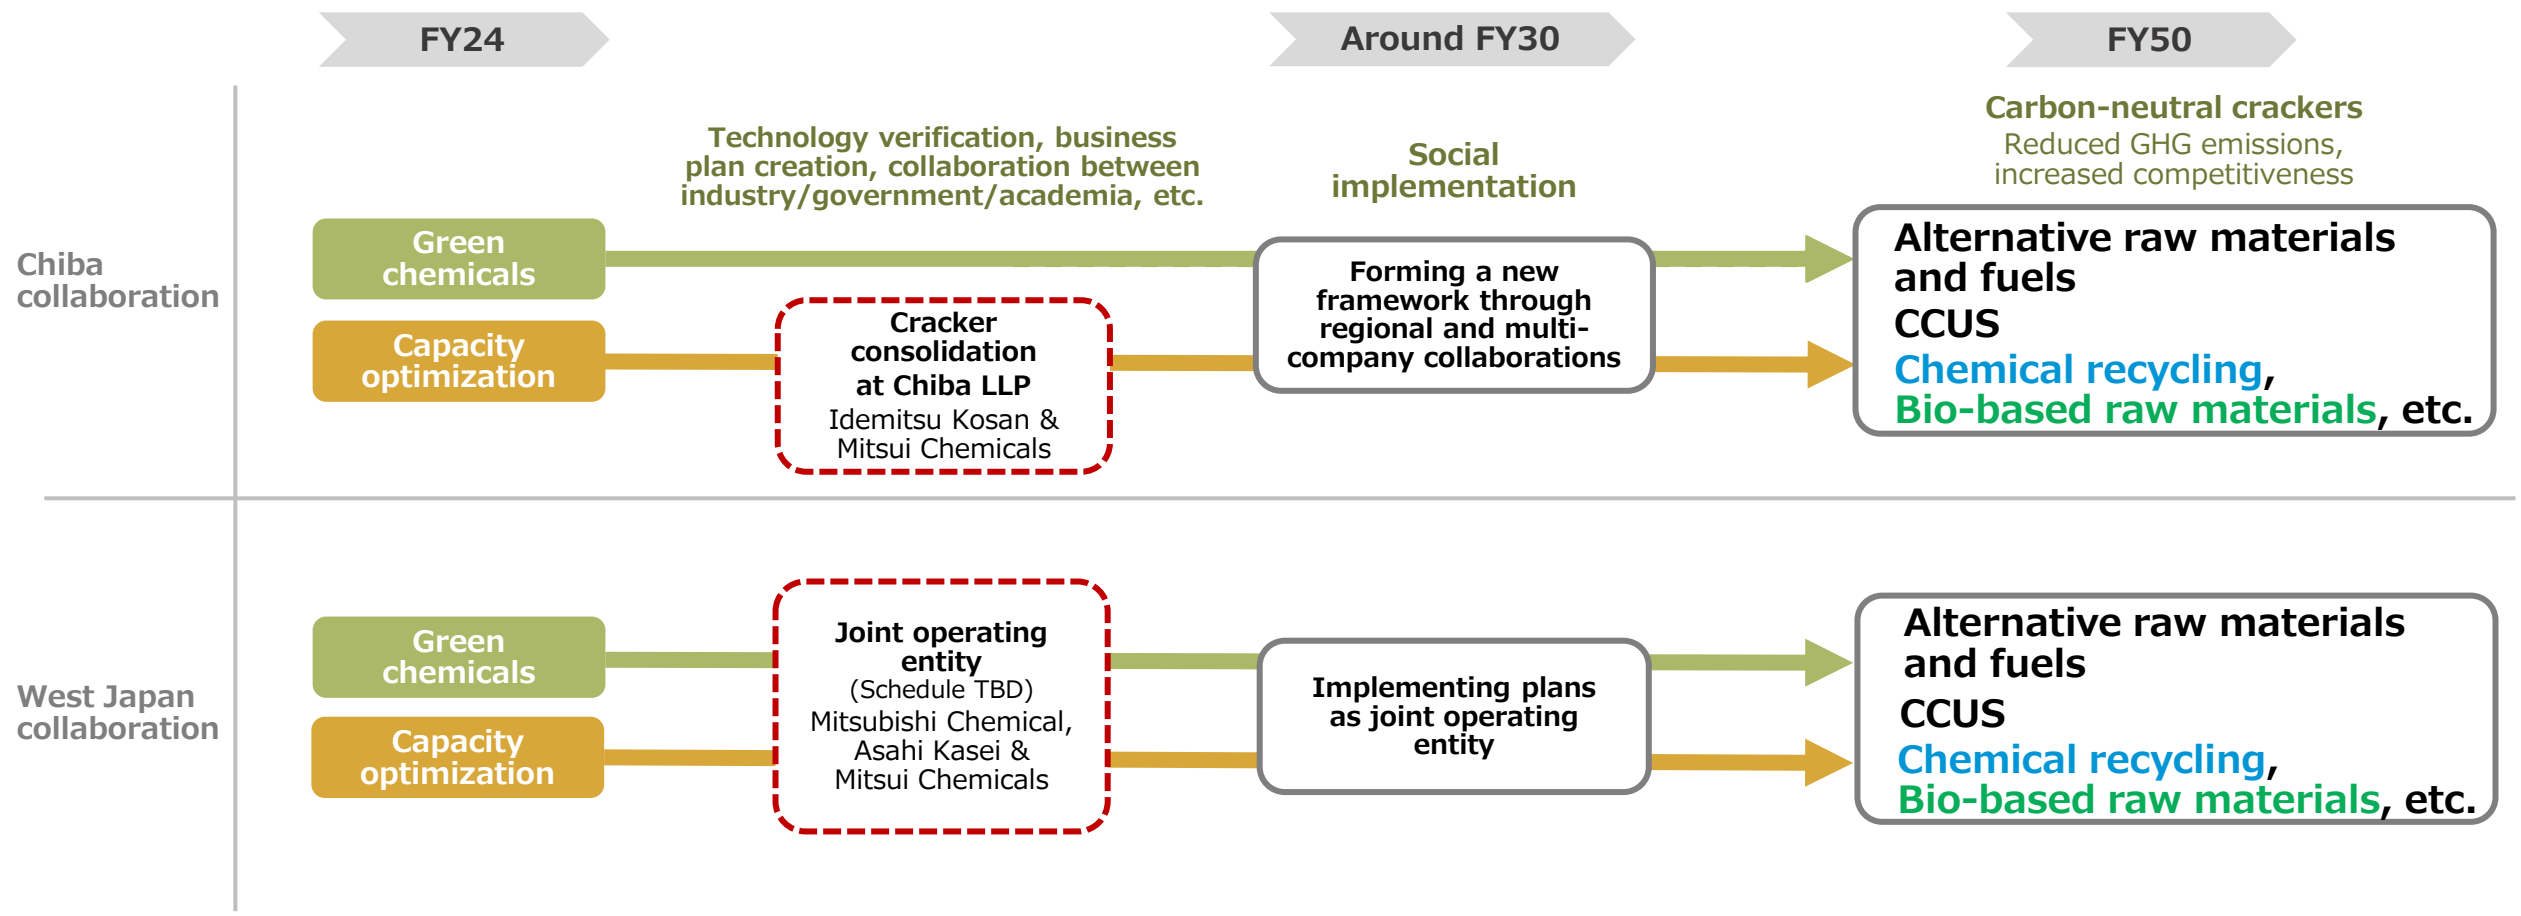 FY24
Around FY30
FY50
Technology verification, business
plan creation, collaboration between
industry/government/academia, etc.
Social
implementation
Carbon-neutral crackers
Reduced GHG emissions,
increased competitiveness
Chiba
collaboration
Green
chemicals
Capacity
optimization
Cracker
consolidation
at Chiba LLP
Idemitsu Kosan &
Mitsui Chemicals
Forming a new
framework through
regional and multi-
company collaborations
Alternative raw materials
and fuels
CCUS
Chemical recycling,
Bio-based raw materials, etc.
West Japan
collaboration
Green
chemicals
Capacity
optimization
Joint operating
entity
(Schedule TBD)
Mitsubishi Chemical,
Asahi Kasei &
Mitsui Chemicals
Implementing plans
as joint operating
entity
Alternative raw materials
and fuels
CCUS
Chemical recycling,
Bio-based raw materials, etc.